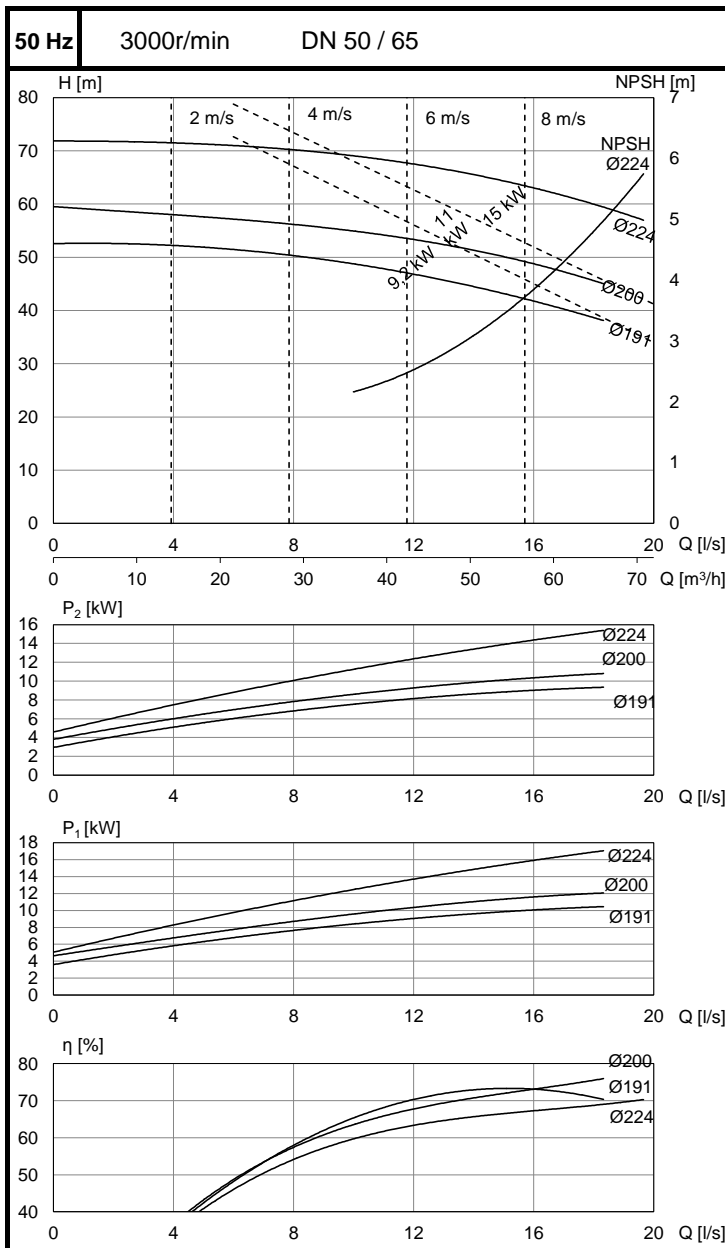 50 Hz 3000r/min DN 50 / 65
H [m] NPSH [m]
80 7
2 m/s 4 m/s 6 m/s 8 m/s
NPSH
Ø224
70 6
60 5
15 kW
11 kW
9,2 kW
Ø224
50 4
Ø200
40 3
Ø191
30
20 2
10 1
0 0
0 4 8 12 16 20 Q [l/s]
0 10 20 30 40 50 60 70 Q [m³/h]
P₂ [kW]
16
14
12
10
8
6
4
2
0
Ø224
Ø200
Ø191
0 4 8 12 16 20 Q [l/s]
P₁ [kW]
18
16
14
12
10
8
6
4
2
0
Ø224
Ø200
Ø191
0 4 8 12 16 20 Q [l/s]
η [%]
80
70
60
50
40
Ø200
Ø191
Ø224
0 4 8 12 16 20 Q [l/s]